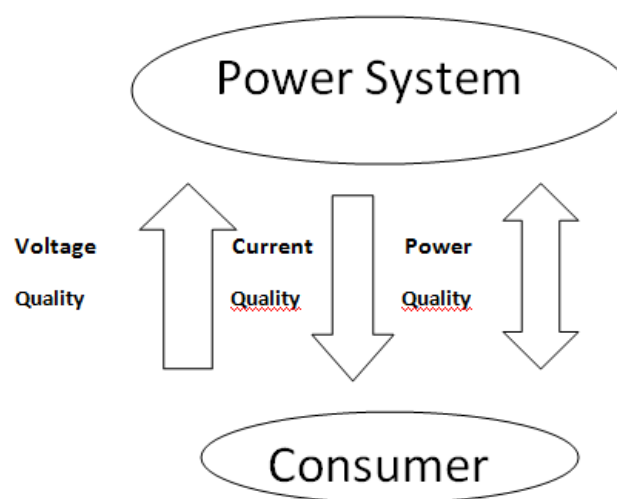 Power System
Voltage Current Power
Quality Quality Quality
Consumer